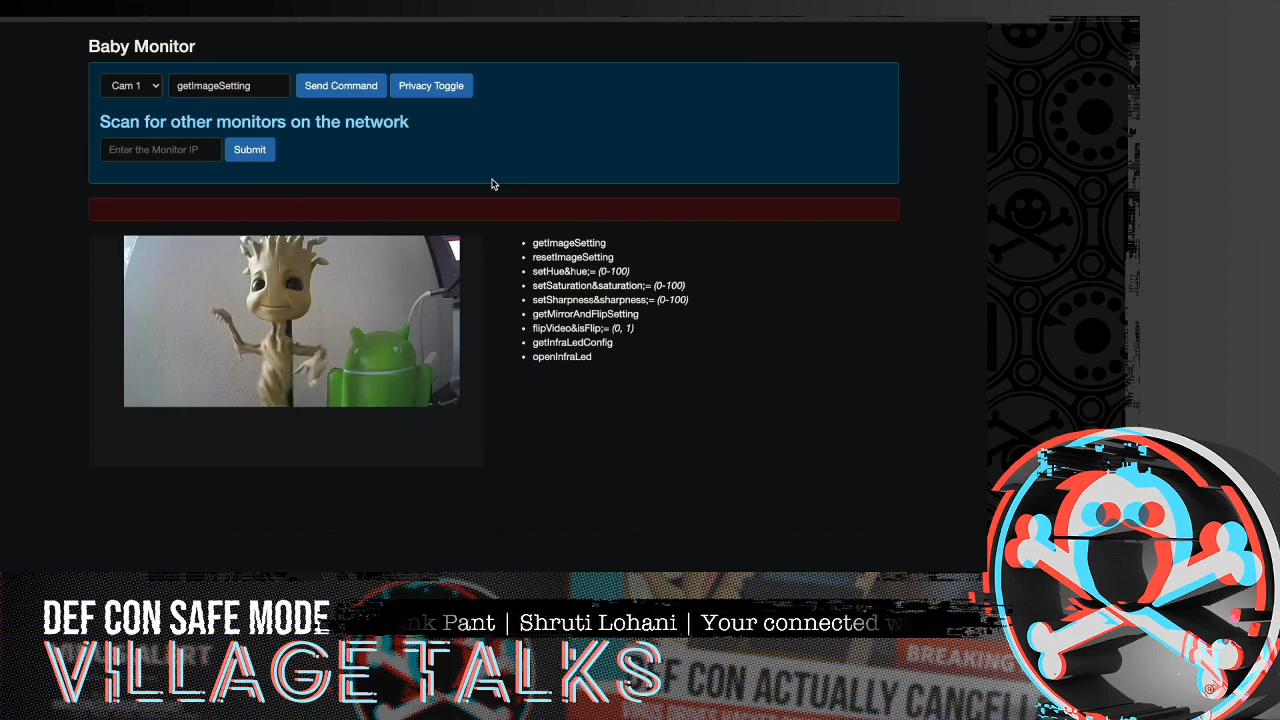 Baby Monitor
Cam 1
getImageSetting
Send Command
Privacy Toggle
Scan for other monitors on the network
Enter the Monitor IP
Submit
getImageSetting
resetImageSetting
setHue&hue;= (0-100)
setSaturation&saturation;= (0-100)
setSharpness&sharpness;= (0-100)
getMirrorAndFlipSetting
flipVideo&isFlip;= (0, 1)
getInfraLedConfig
openInfraLed
DEF CON SAFE MODE
Pant | Shruti Lohani | Your connected
VILLAGE TALKS
BREAKING
DEF CON ACTUALLY